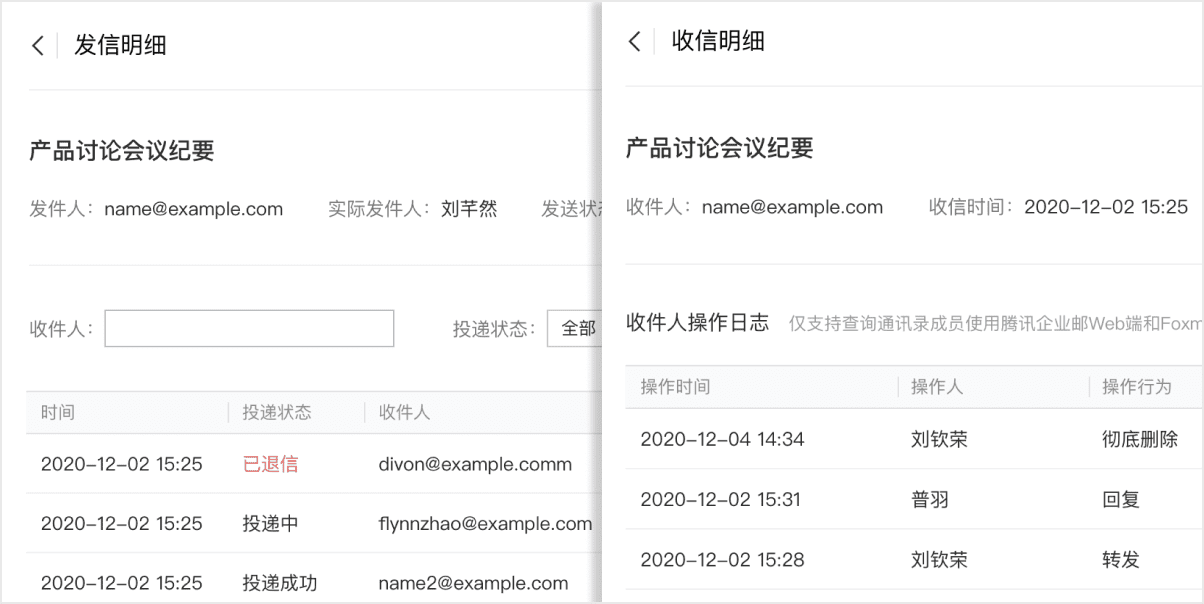 发信明细
产品讨论会议纪要
发件人：name@example.com 实际发件人：刘芊然 发送状
收件人：
投递状态：全部
时间 投递状态 收件人
2020-12-02 15:25 已退信 divon@example.comm
2020-12-02 15:25 投递中 flynnzhao@example.com
2020-12-02 15:25 投递成功 name2@example.com
收信明细
产品讨论会议纪要
收件人：name@example.com 收信时间：2020-12-02 15:25
收件人操作日志 仅支持查询通讯录成员使用腾讯企业邮Web端和Foxm
操作时间 操作人 操作行为
2020-12-04 14:34 刘钦荣 彻底删除
2020-12-02 15:31 普羽 回复
2020-12-02 15:28 刘钦荣 转发